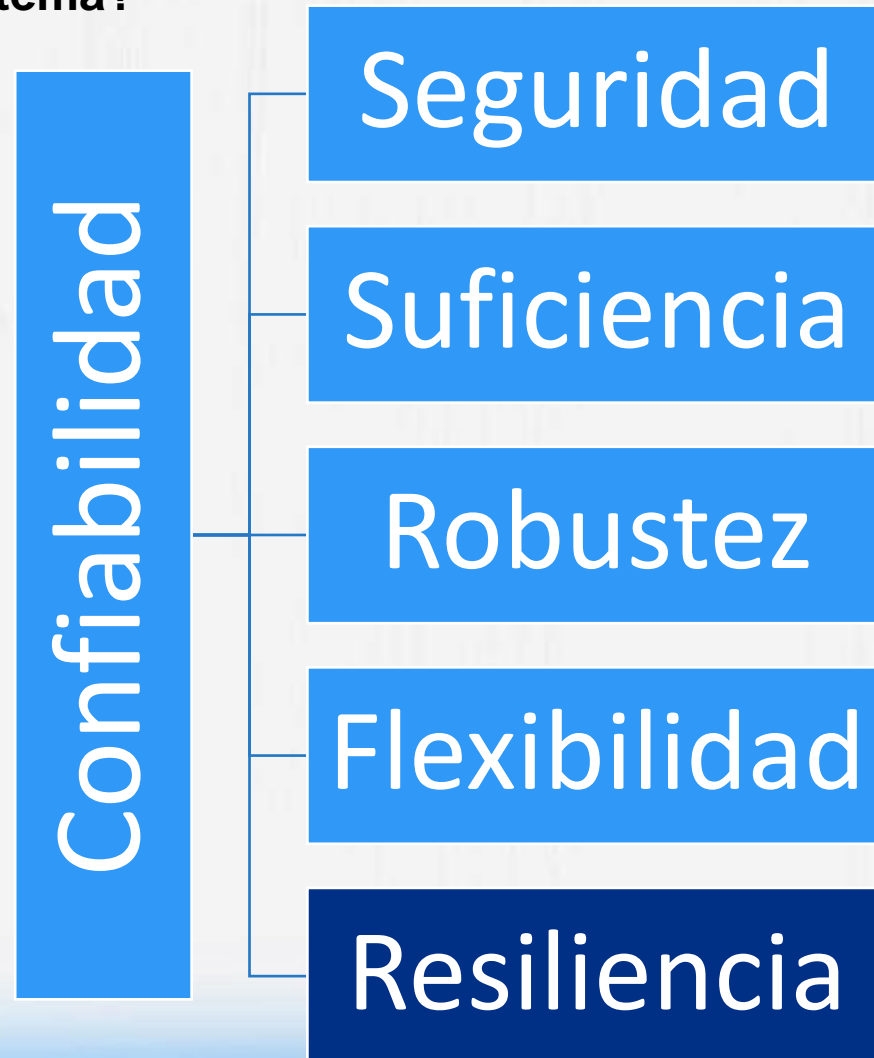 Confiabilidad
Seguridad
Suficiencia
Robustez
Flexibilidad
Resiliencia